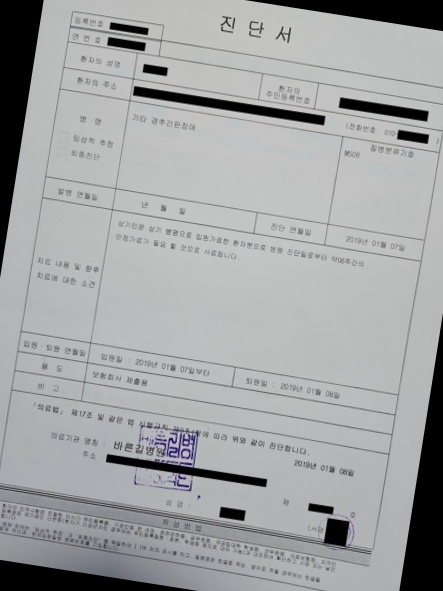 진 단 서
등록번호
연 번 호
환자의 성명
환자의 주민등록번호
환자의 주소
(전화번호 : 010-
병 명
임상적 추정
최종진단
기타 경추간판장애
질병분류기호
M508
발병 연월일
년 월 일
진단 연월일
2019년 01월 07일
치료 내용 및 향후
치료에 대한 소견
상기인은 상기 병명으로 입원가료한 환자분으로 본원 진단일로부터 약06주간의
안정가료가 필요 할 것으로 사료됩니다.
입원 · 퇴원 연월일
입원일 : 2019년 01월 07일부터
퇴원일 : 2019년 01월 08일
용 도
보험회사 제출용
비 고
「의료법」 제17조 및 같은 법 시행규칙 제9조1항에 따라 위와 같이 진단합니다.
2019년 01월 08일
의료기관 명칭 : 바른길병원
주소 :
제 호
성 명 :
작성방법